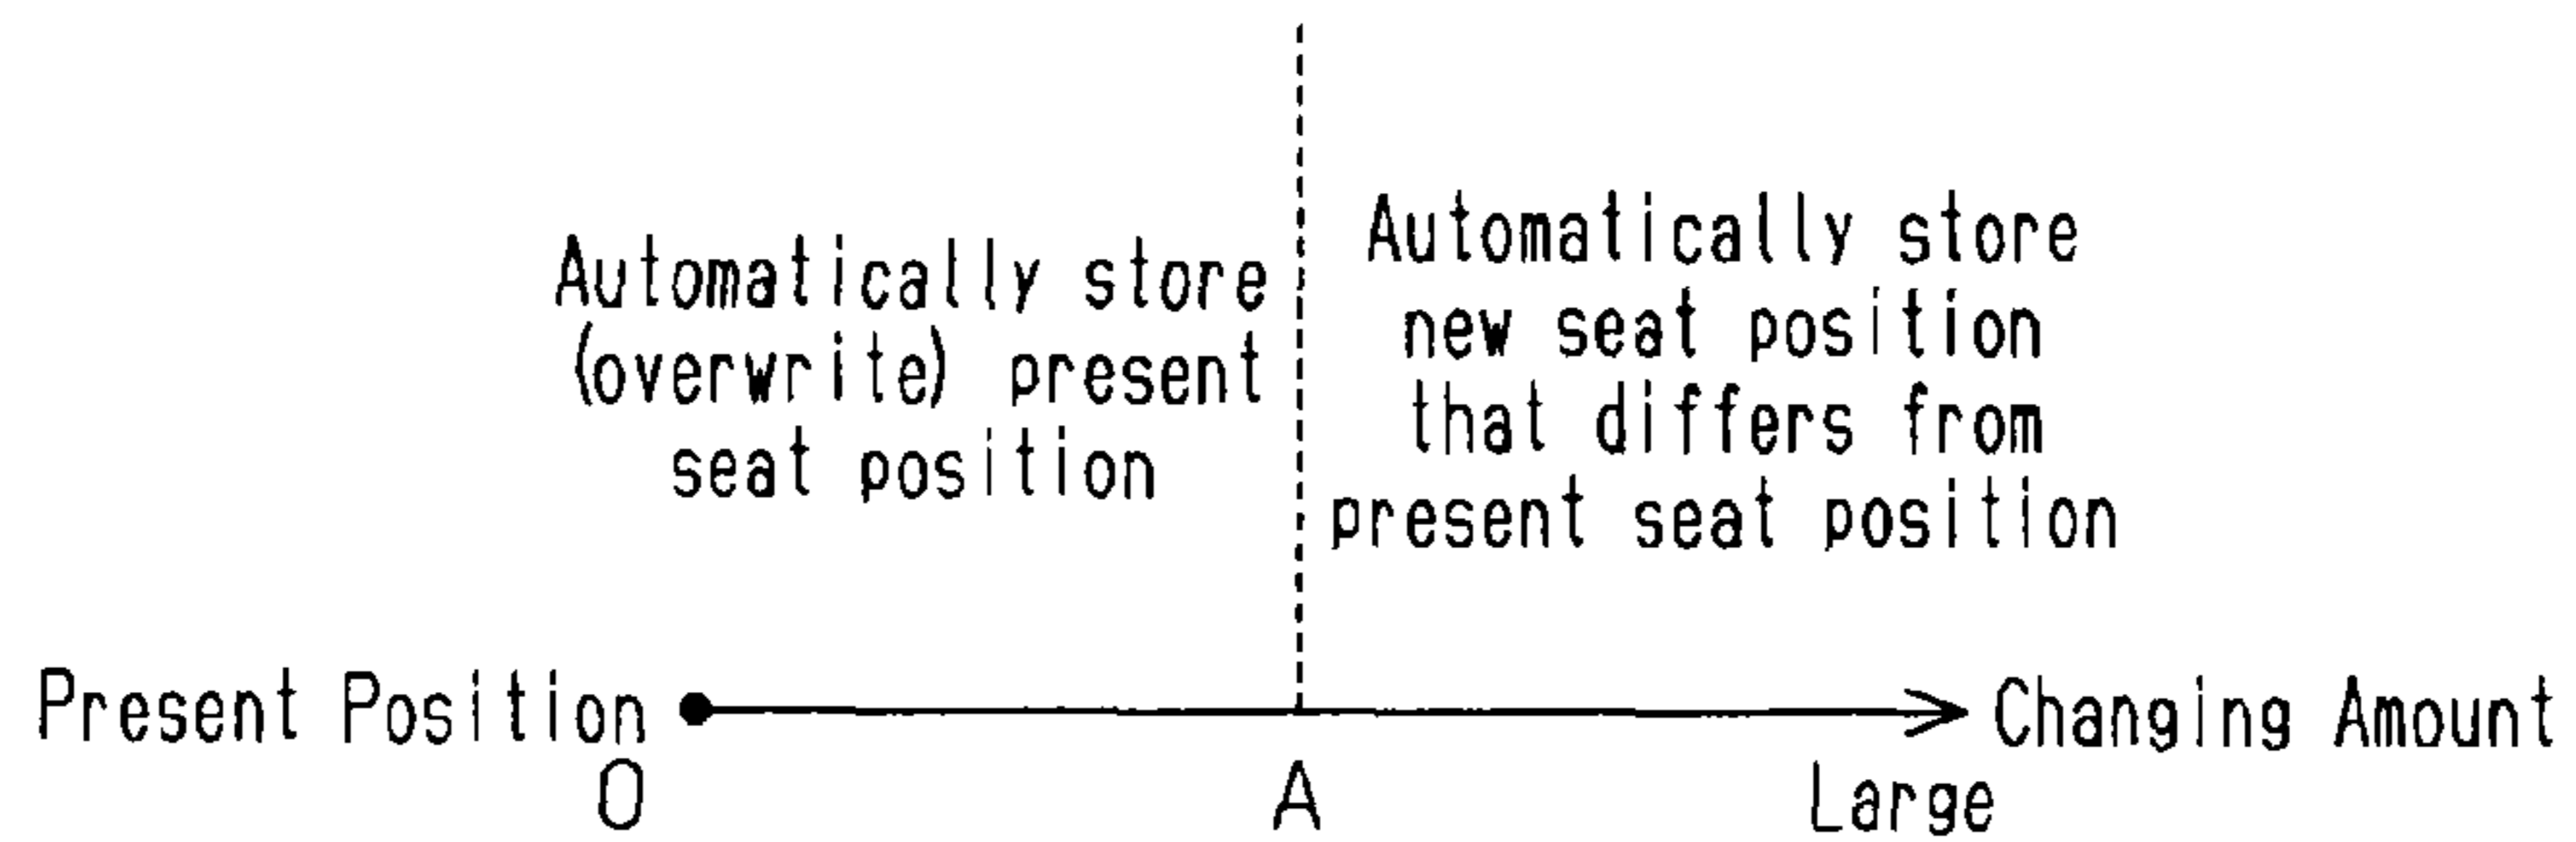 Automatically store
(overwrite) present
seat position
Automatically store
new seat position
that differs from
present seat position
Present Position
0
A
Large
Changing Amount